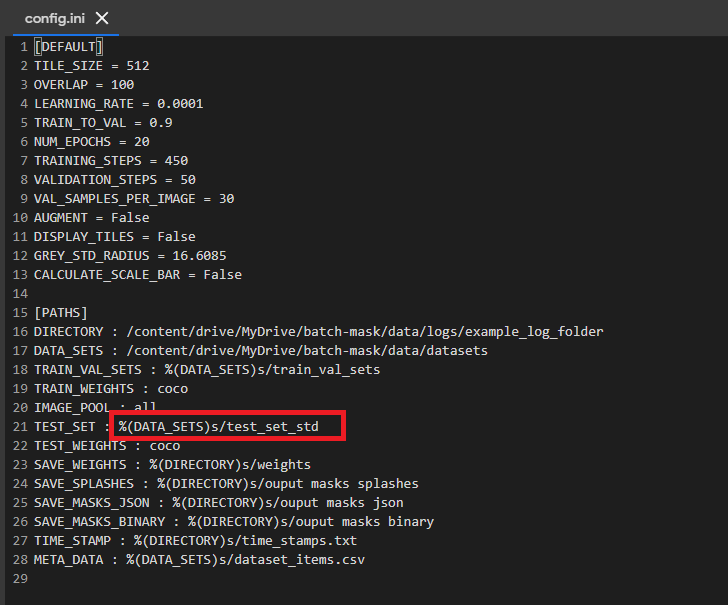 config.ini
1 [DEFAULT]
2 TILE_SIZE = 512
3 OVERLAP = 100
4 LEARNING_RATE = 0.0001
5 TRAIN_TO_VAL = 0.9
6 NUM_EPOCHS = 20
7 TRAINING_STEPS = 450
8 VALIDATION_STEPS = 50
9 VAL_SAMPLES_PER_IMAGE = 30
10 AUGMENT = False
11 DISPLAY_TILES = False
12 GREY_STD_RADIUS = 16.6085
13 CALCULATE_SCALE_BAR = False
14
15 [PATHS]
16 DIRECTORY : /content/drive/MyDrive/batch-mask/data/logs/example_log_folder
17 DATA_SETS : /content/drive/MyDrive/batch-mask/data/datasets
18 TRAIN_VAL_SETS : %(DATA_SETS)s/train_val_sets
19 TRAIN_WEIGHTS : coco
20 IMAGE_POOL : all
21 TEST_SET : %(DATA_SETS)s/test_set_std
22 TEST_WEIGHTS : coco
23 SAVE_WEIGHTS : %(DIRECTORY)s/weights
24 SAVE_SPLASHES : %(DIRECTORY)s/ouput masks splashes
25 SAVE_MASKS_JSON : %(DIRECTORY)s/ouput masks json
26 SAVE_MASKS_BINARY : %(DIRECTORY)s/ouput masks binary
27 TIME_STAMP : %(DIRECTORY)s/time_stamps.txt
28 META_DATA : %(DATA_SETS)s/dataset_items.csv
29